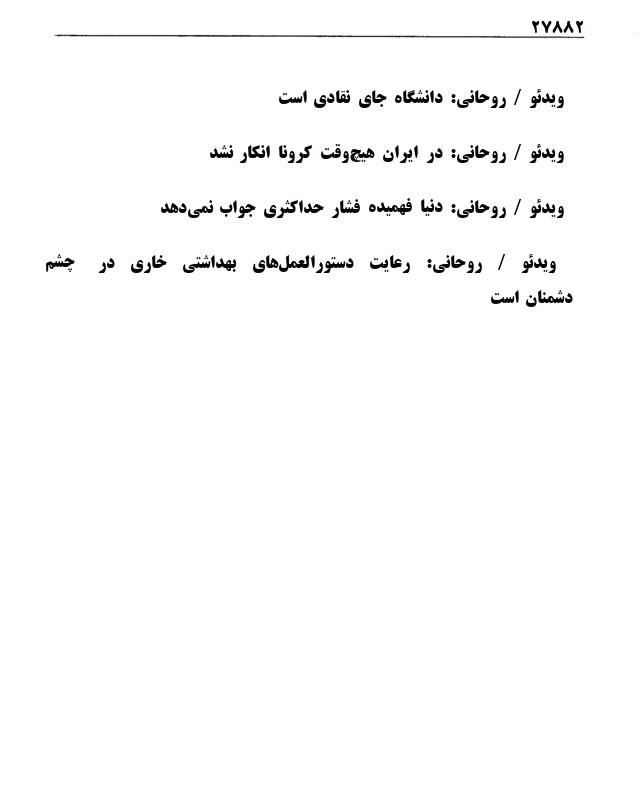 ۲۷۸۸۲
ویدئو / روحانی: دانشگاه جای نقادی است
ویدئو / روحانی: در ایران هیچ‌وقت کرونا انکار نشد
ویدئو / روحانی: دنیا فهمیده فشار حداکثری جواب نمی‌دهد
ویدئو / روحانی: رعایت دستورالعمل‌های بهداشتی خاری در چشم
دشمنان است